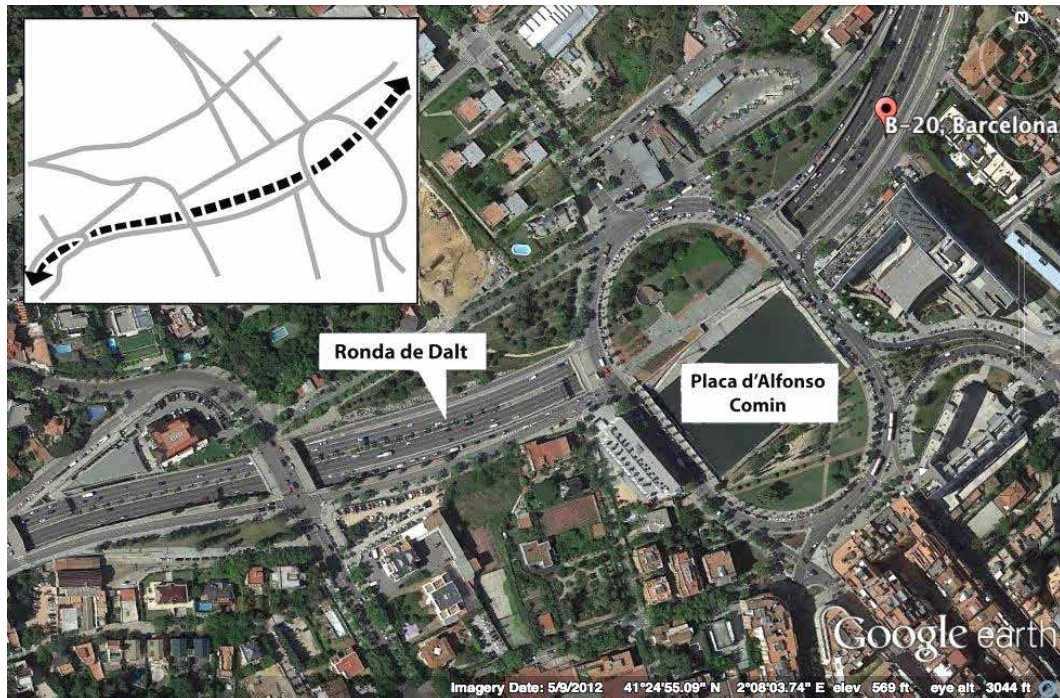 N
B-20, Barcelona
Ronda de Dalt
Placa d'Alfonso
Comin
Google earth
Imagery Date: 5/9/2012 41°24'55.09" N 2°08'03.74" E elev 569 ft eye alt 3044 ft